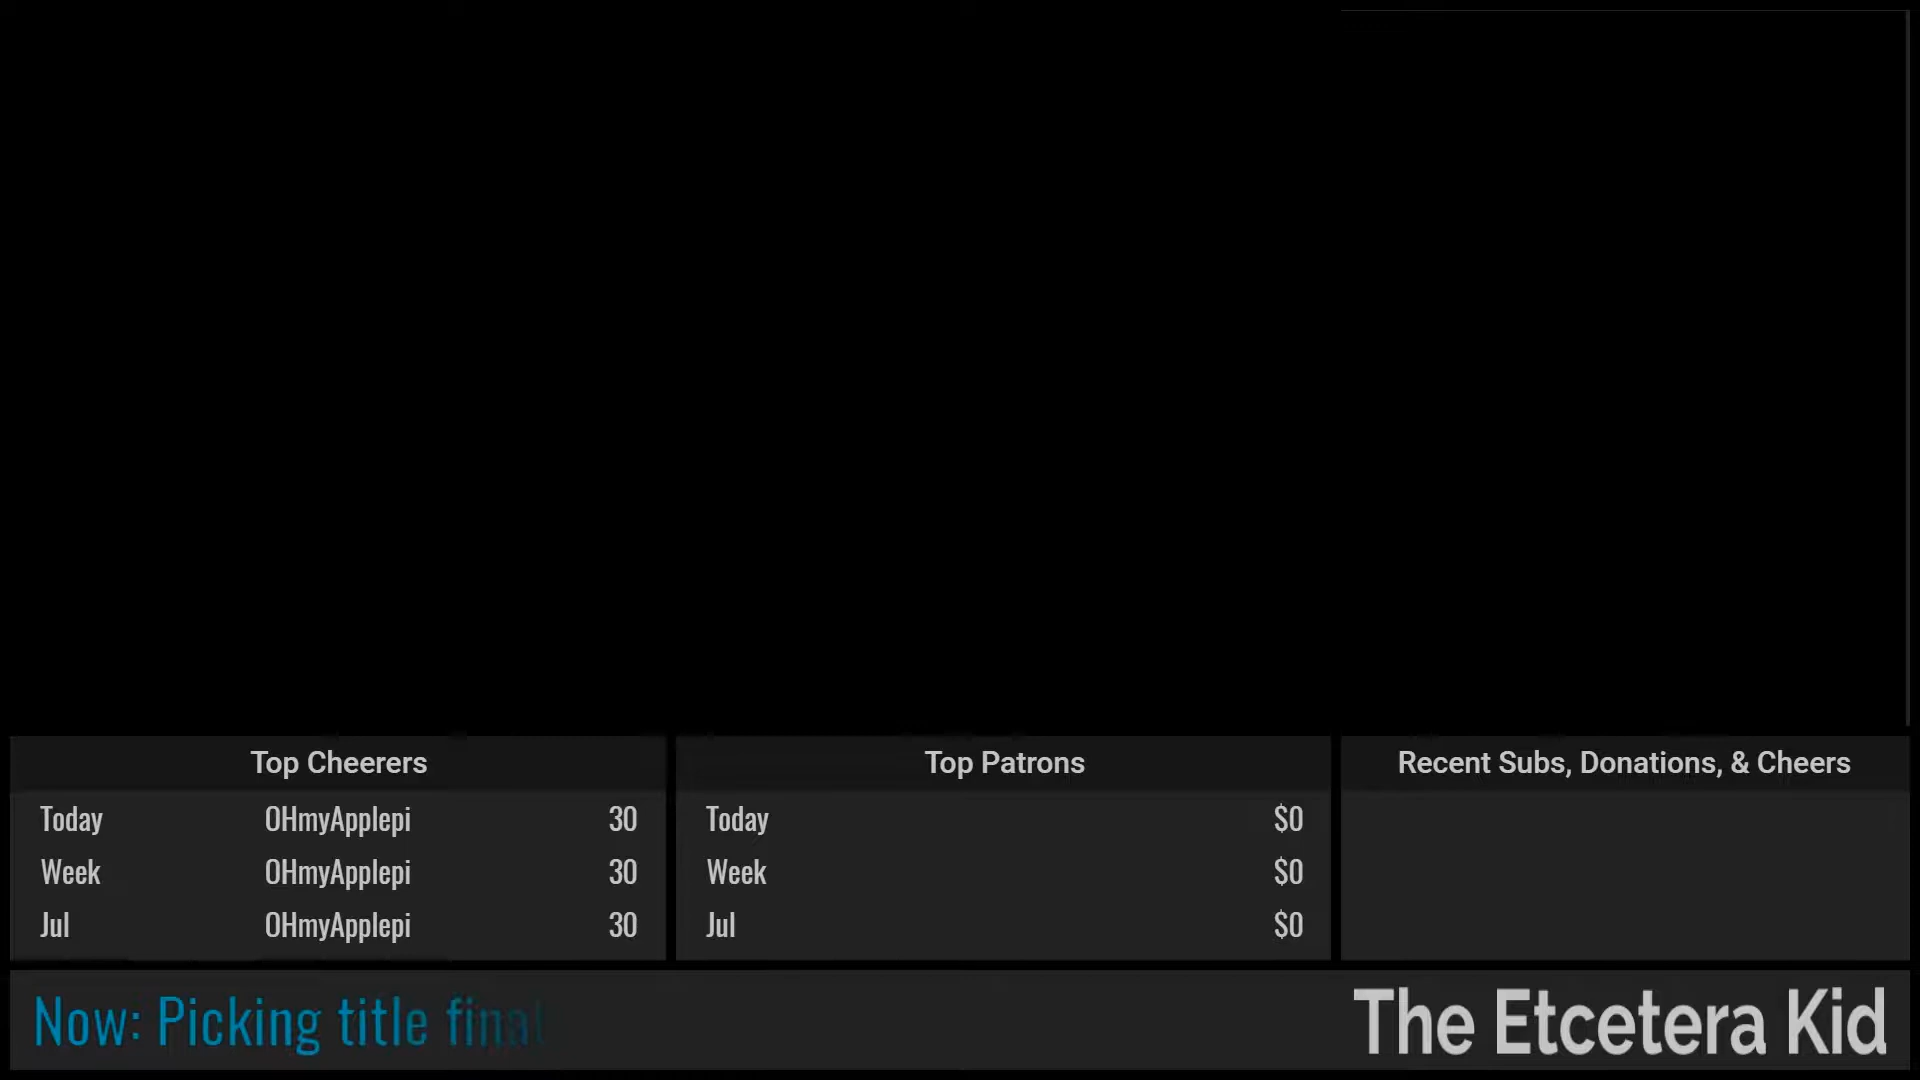 Top Cheerers
Today OHmyApplepi 30
Week OHmyApplepi 30
Jul OHmyApplepi 30
Top Patrons
Today $0
Week $0
Jul $0
Recent Subs, Donations, & Cheers
Now: Picking title final
The Etcetera Kid